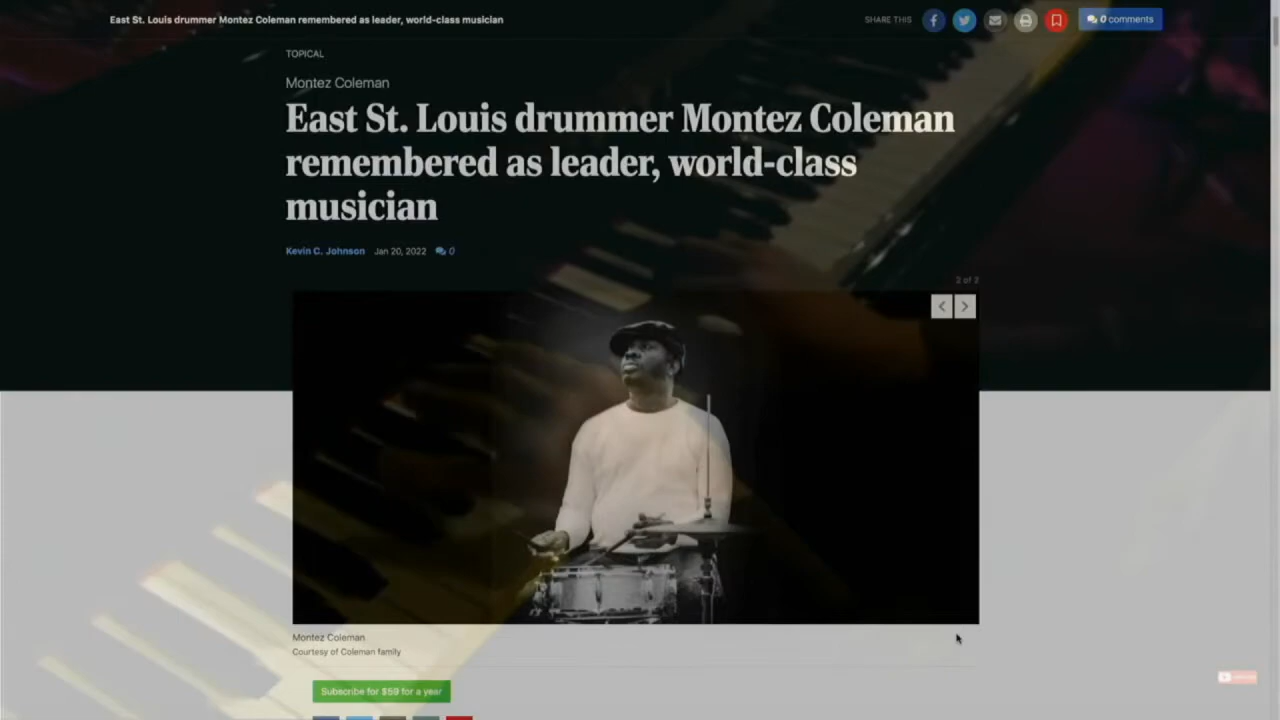 East St. Louis drummer Montez Coleman remembered as leader, world-class musician
SHARE THIS
0 comments
TOPICAL
Montez Coleman
East St. Louis drummer Montez Coleman
remembered as leader, world-class
musician
Kevin C. Johnson Jan 20, 2022 0
2 of 2
Montez Coleman
Courtesy of Coleman family
Subscribe for $59 for a year